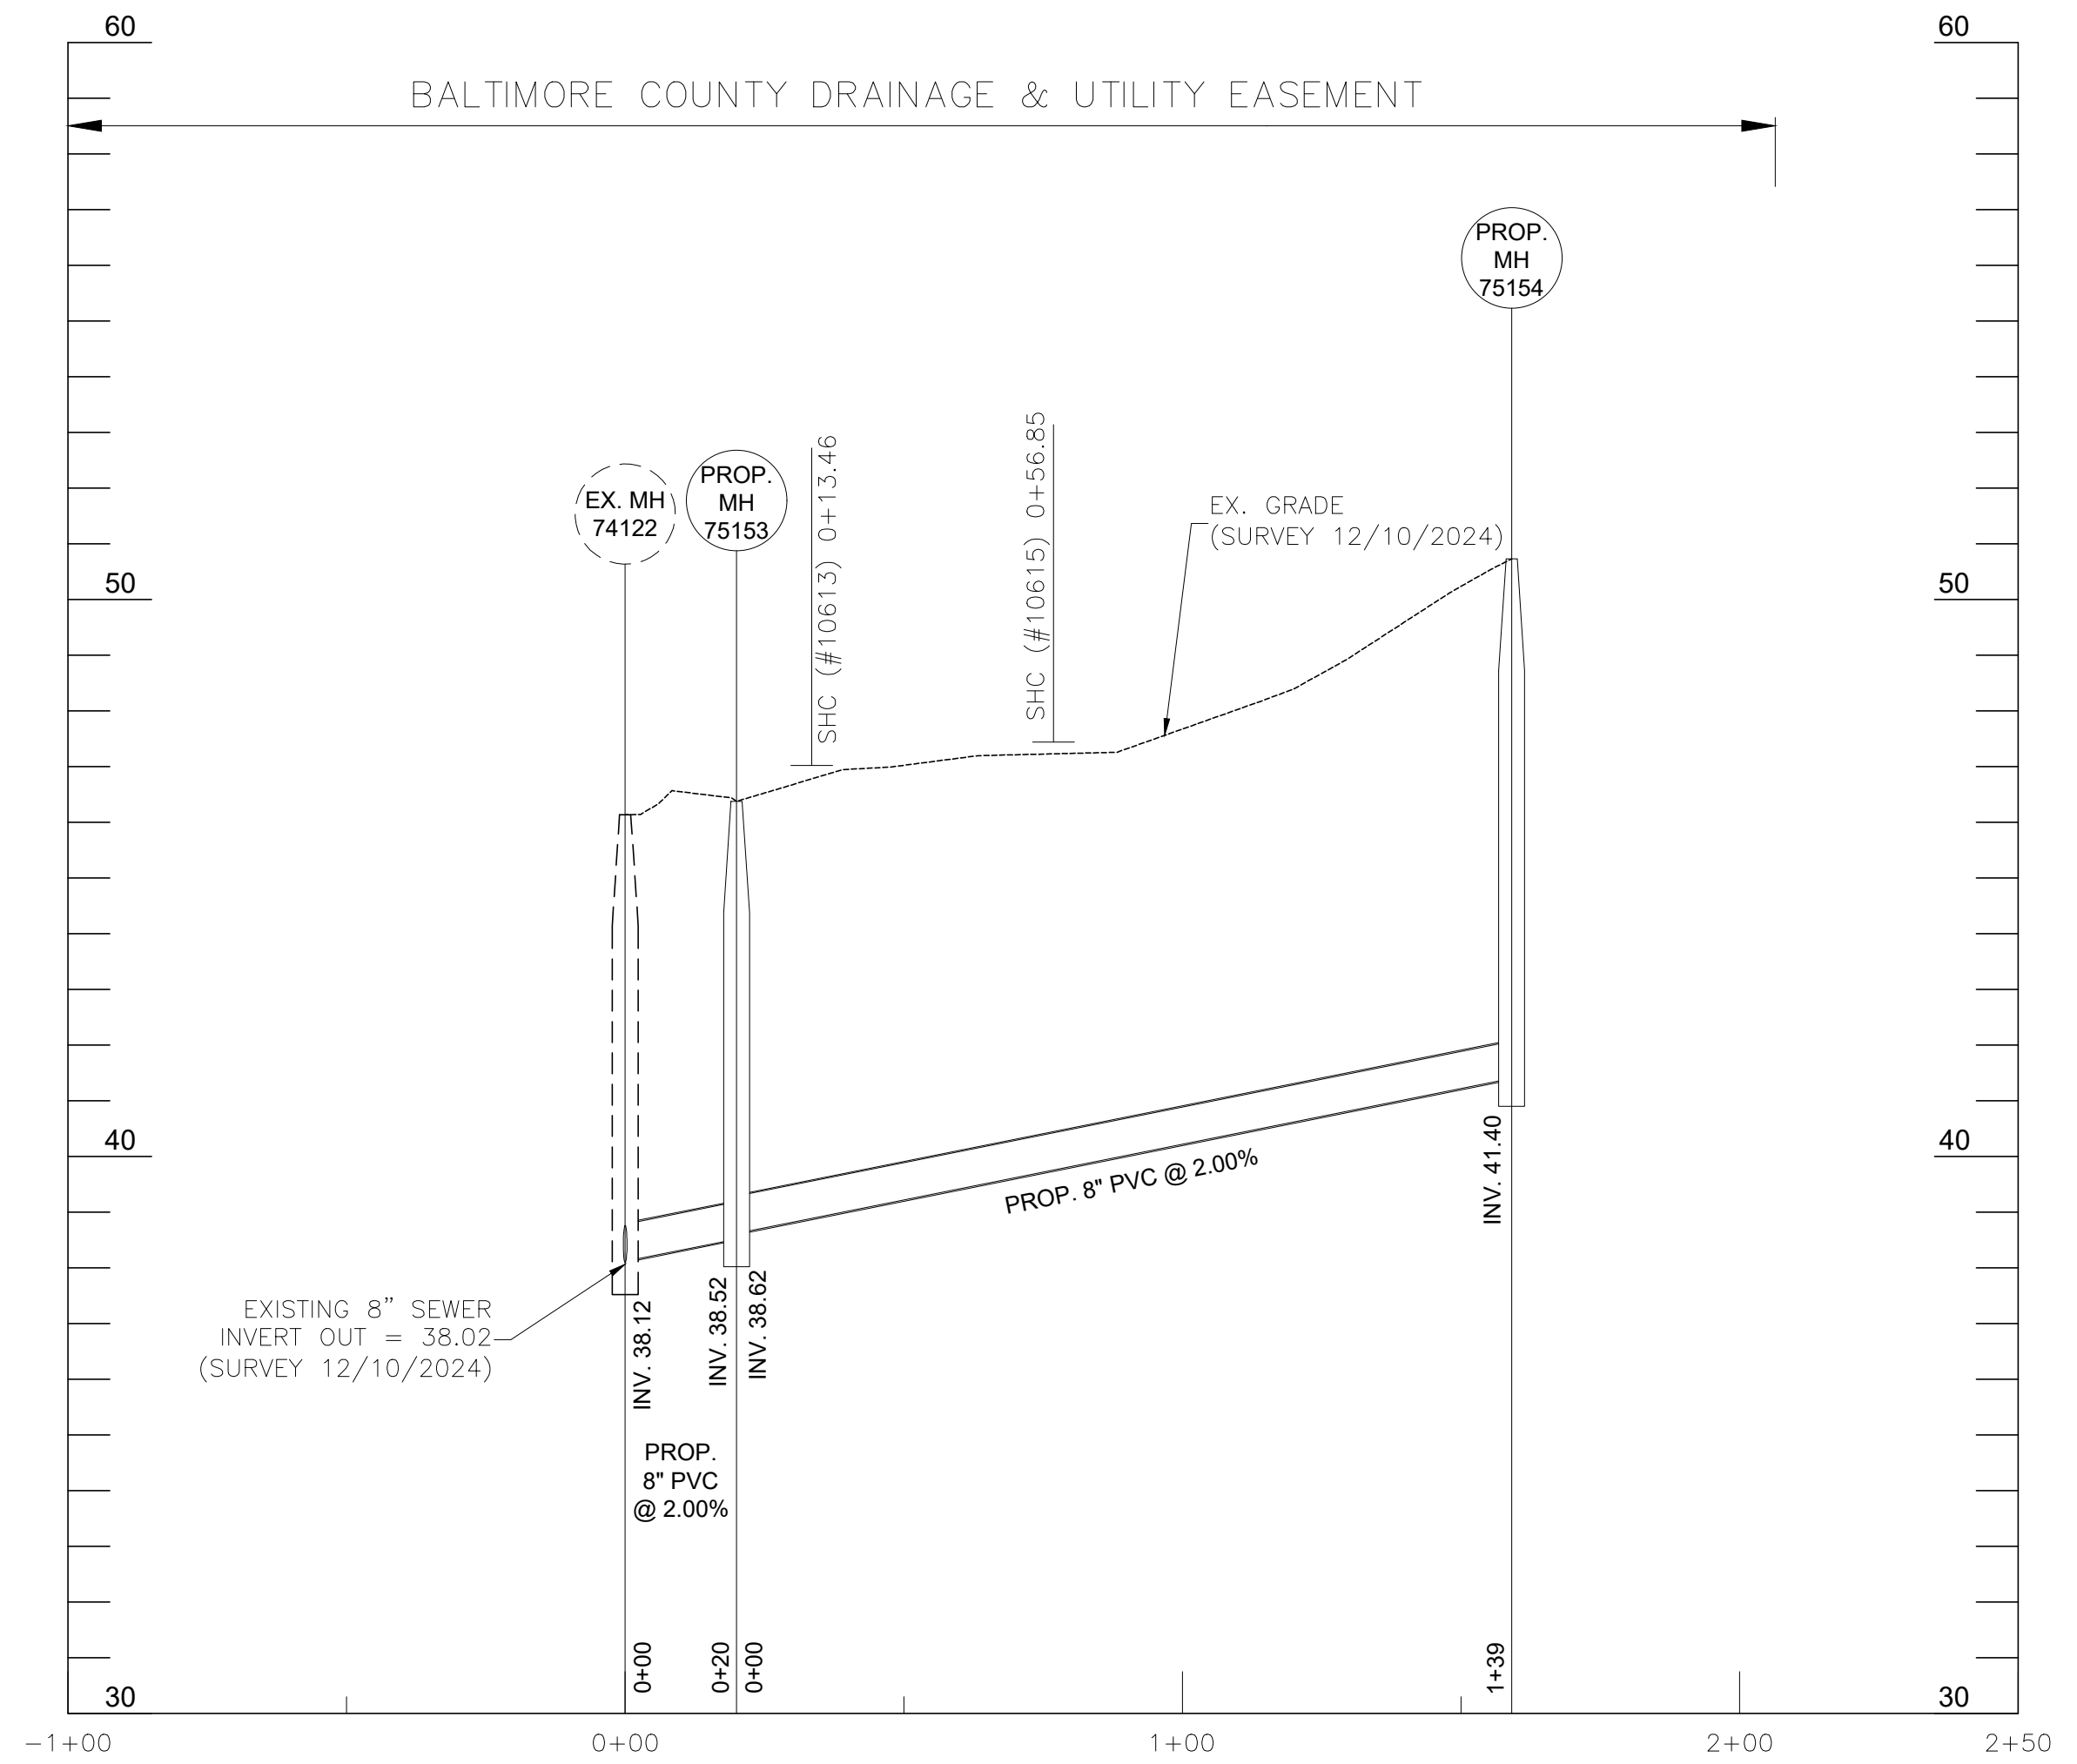 60
60
BALTIMORE COUNTY DRAINAGE & UTILITY EASEMENT
PROP.
MH
75154
EX. MH
74122
PROP.
MH
75153
SHC (#10613) 0+13.46
SHC (#10615) 0+56.85
EX. GRADE
(SURVEY 12/10/2024)
50
50
40
40
PROP. 8" PVC @ 2.00%
INV. 41.40
EXISTING 8” SEWER
INVERT OUT = 38.02
(SURVEY 12/10/2024)
INV. 38.12
INV. 38.52
INV. 38.62
PROP.
8" PVC
@ 2.00%
0+00
0+20
0+00
1+39
30
30
-1+00
0+00
1+00
2+00
2+50